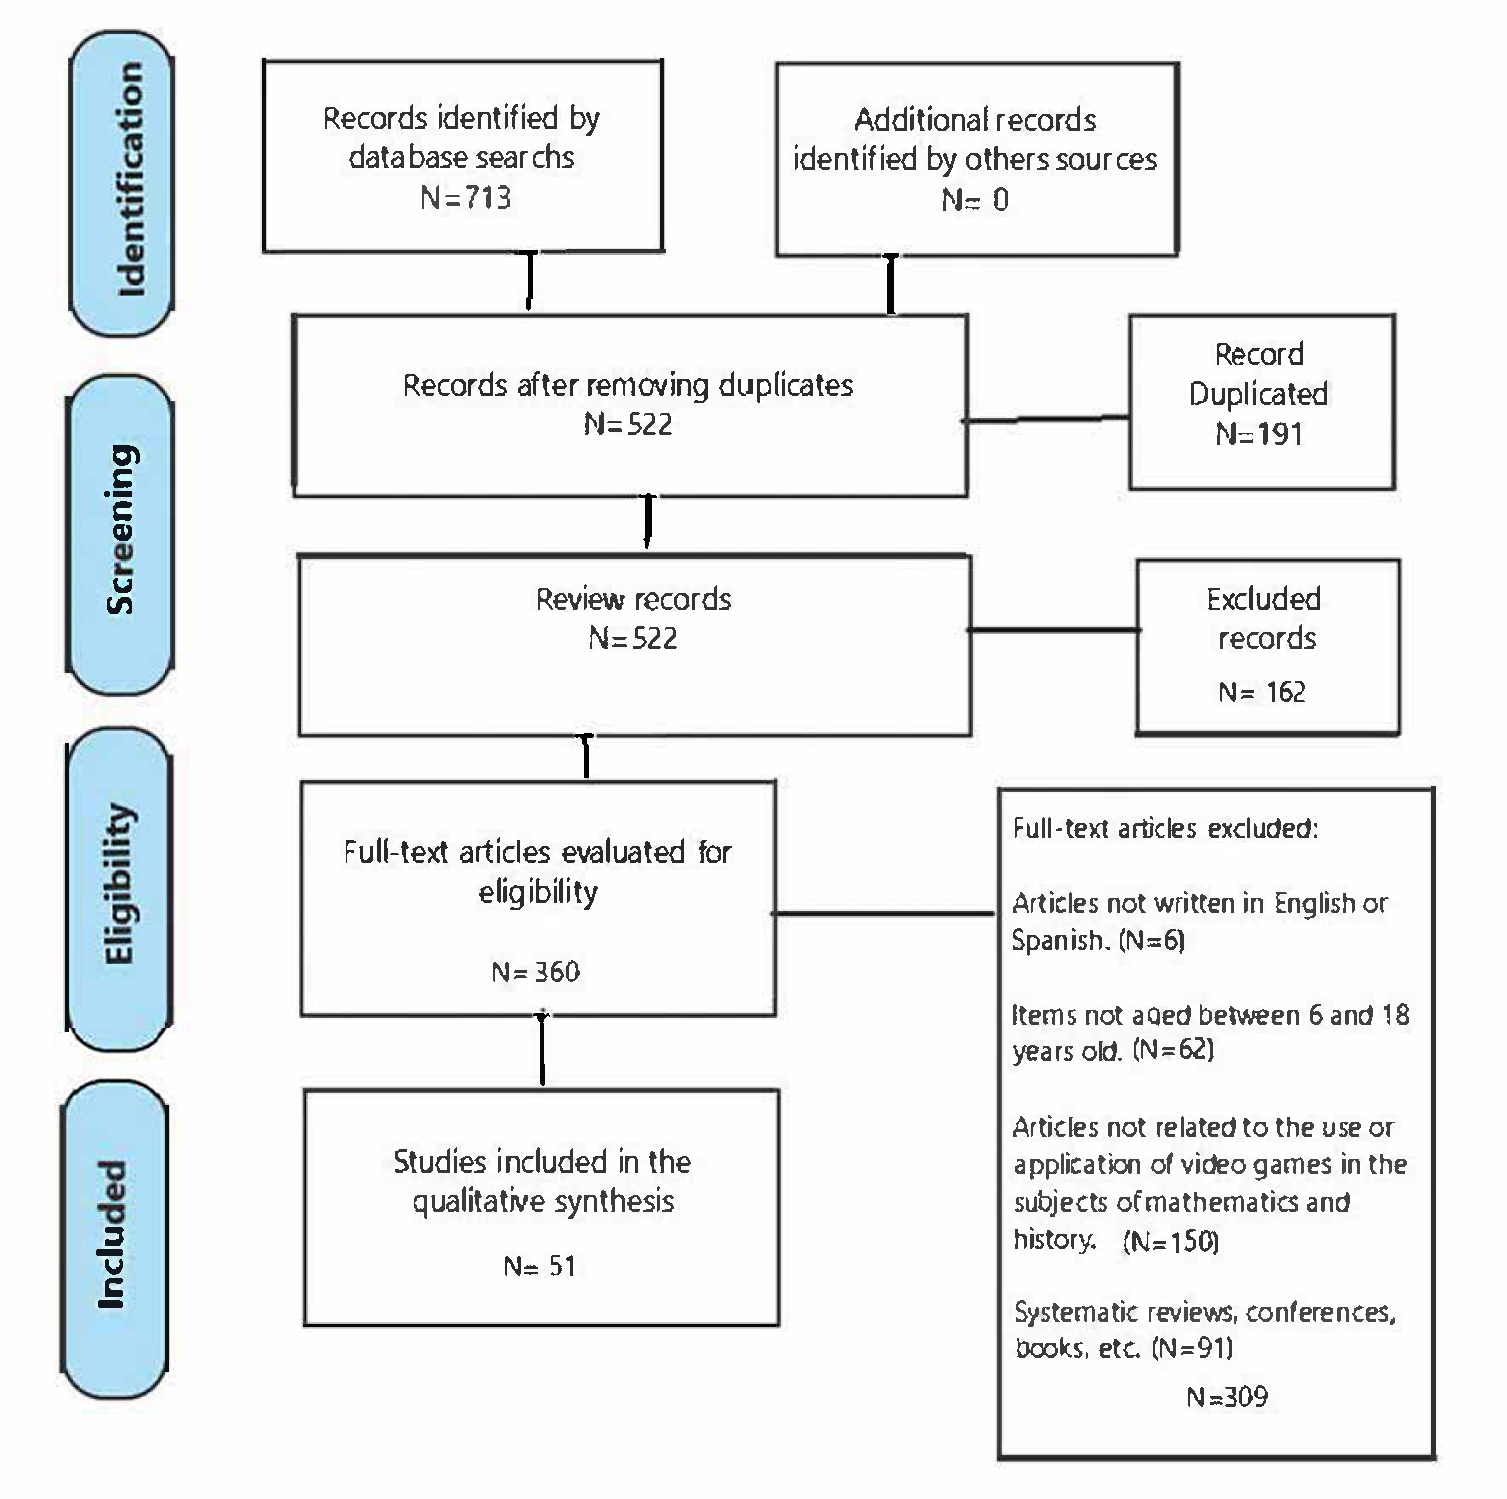 Identification
Records identified by
database searchs
N=713
Additional records
identified by others sources
N= 0
Screening
Records after removing duplicates
N=522
Record
Duplicated
N=191
Review records
N=522
Excluded
records
N= 162
Eligibility
Full-text articles evaluated for
eligibility
N= 360
Full-text articles excluded:
Articles not written in English or
Spanish. (N=6)
Items not aged between 6 and 18
years old. (N=62)
Articles not related to the use or
application of video games in the
subjects of mathematics and
history. (N=150)
Systematic reviews, conferences,
books, etc. (N=91)
N=309
Included
Studies included in the
qualitative synthesis
N= 51